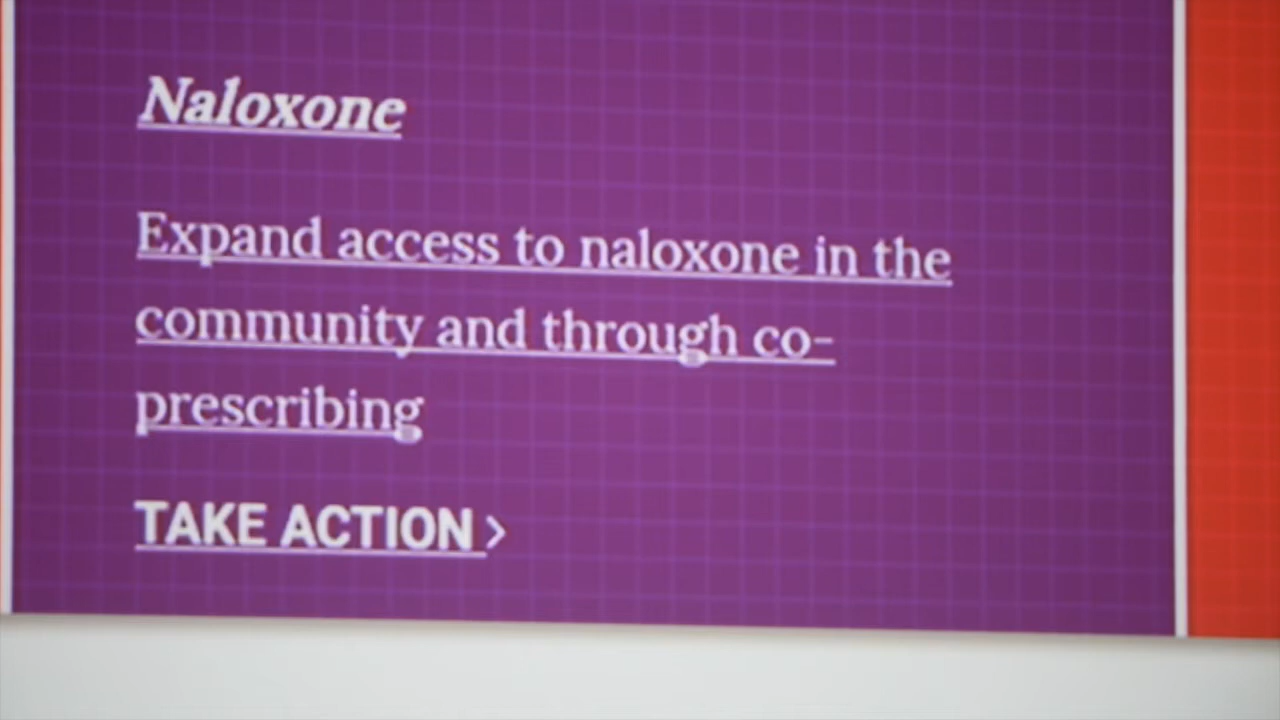 Naloxone
Expand access to naloxone in the
community and through co-
prescribing
TAKE ACTION >